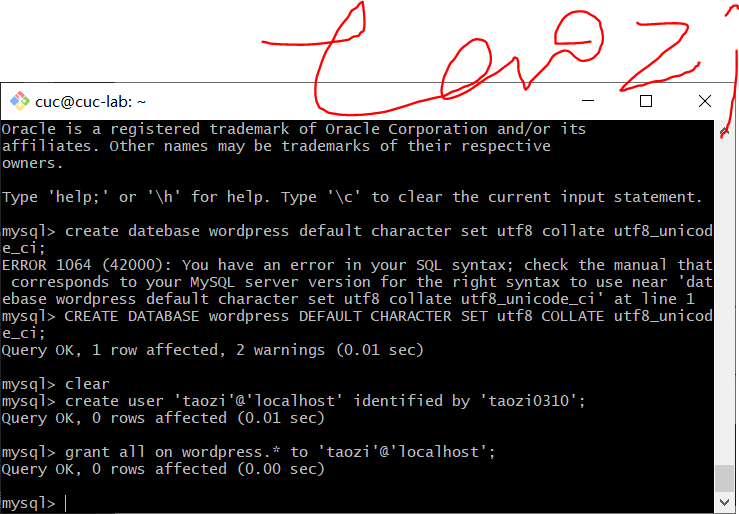 taozi
cuc@cuc-lab: ~
Oracle is a registered trademark of Oracle Corporation and/or its
affiliates. Other names may be trademarks of their respective
owners.
Type 'help;' or '\h' for help. Type '\c' to clear the current input statement.
mysql> create datebase wordpress default character set utf8 collate utf8_unicod
e_ci;
ERROR 1064 (42000): You have an error in your SQL syntax; check the manual that
corresponds to your MySQL server version for the right syntax to use near 'dat
ebase wordpress default character set utf8 collate utf8_unicode_ci' at line 1
mysql> CREATE DATABASE wordpress DEFAULT CHARACTER SET utf8 COLLATE utf8_unicod
e_ci;
Query OK, 1 row affected, 2 warnings (0.01 sec)
mysql> clear
mysql> create user 'taozi'@'localhost' identified by 'taozi0310';
Query OK, 0 rows affected (0.01 sec)
mysql> grant all on wordpress.* to 'taozi'@'localhost';
Query OK, 0 rows affected (0.00 sec)
mysql>